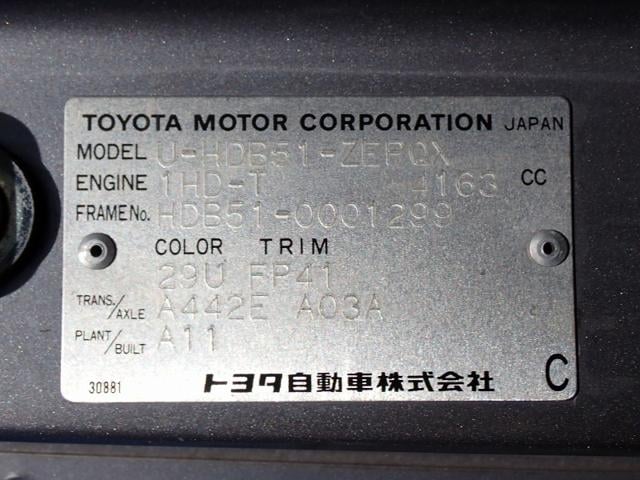 TOYOTA MOTOR CORPORATION JAPAN
MODEL U-HDB51-ZEPQX
ENGINE 1HD-T 4163 CC
FRAME No. HDB51-0001299
COLOR TRIM
29U FP41
TRANS./AXLE A442E A03A
PLANT/BUILT A11
30881 トヨタ自動車株式会社 C